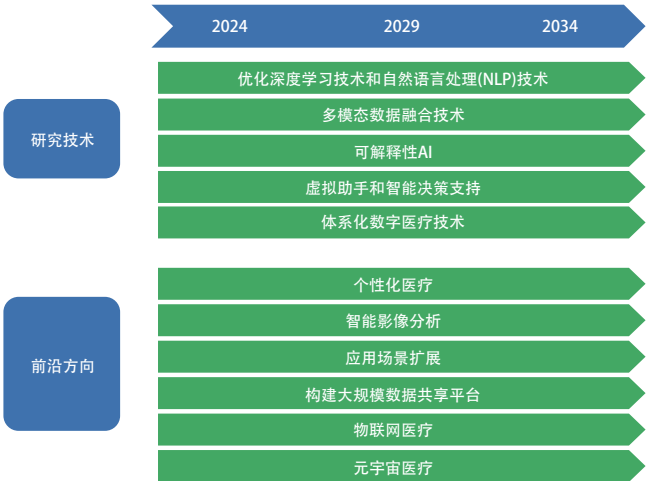 2024 2029 2034
优化深度学习技术和自然语言处理(NLP)技术
多模态数据融合技术
研究技术
可解释性AI
虚拟助手和智能决策支持
体系化数字医疗技术
个性化医疗
智能影像分析
应用场景扩展
前沿方向
构建大规模数据共享平台
物联网医疗
元宇宙医疗